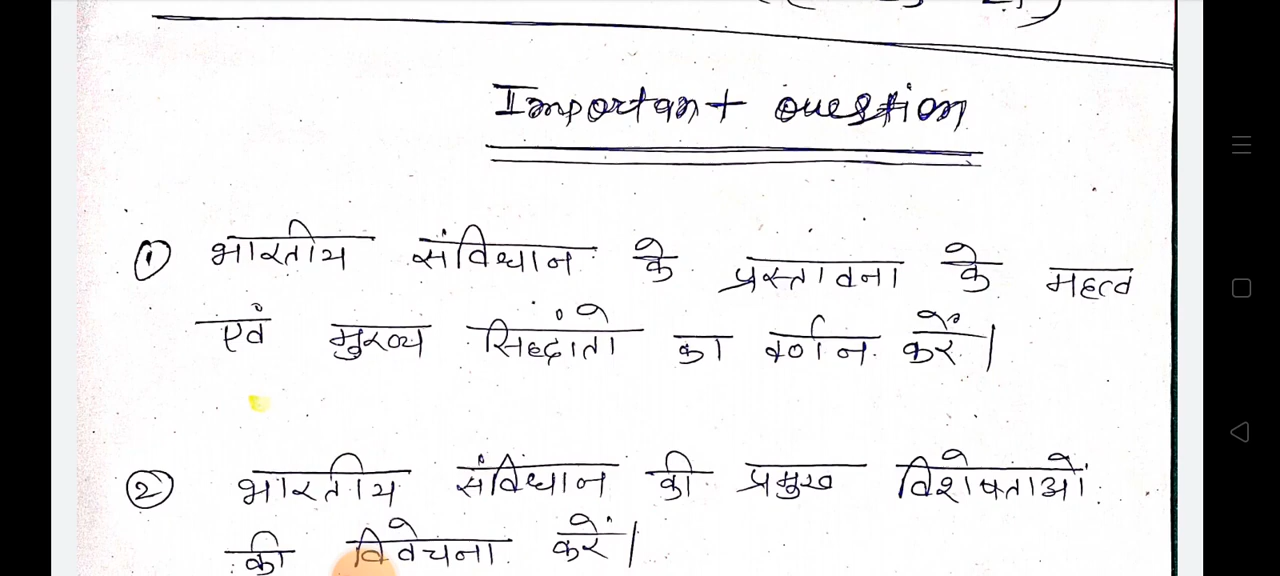 Important Question
① भारतीय संविधान के प्रस्तावना के महत्व
एवं मुख्य सिद्धांतों का वर्णन करें।
② भारतीय संविधान की प्रमुख विशेषताओं
की विवेचना करें।